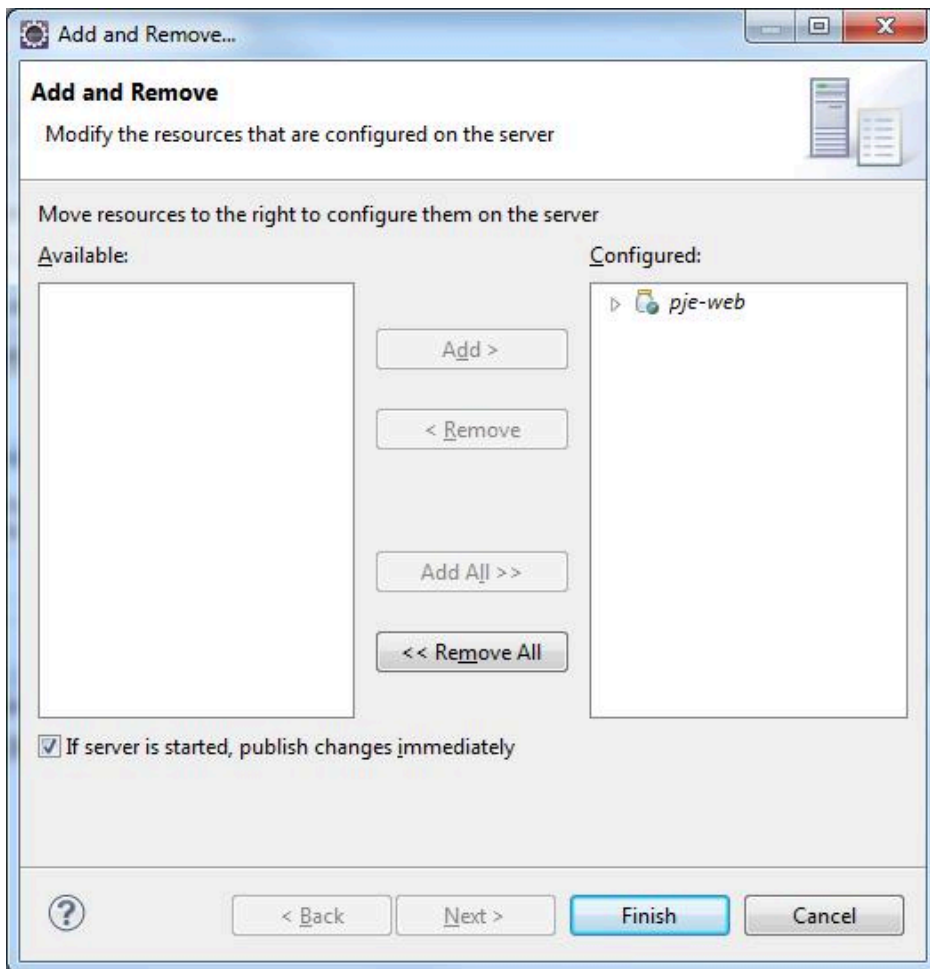 Add and Remove...
Add and Remove
Modify the resources that are configured on the server
Move resources to the right to configure them on the server
Available:
Configured:
pje-web
Add >
< Remove
Add All >>
<< Remove All
If server is started, publish changes immediately
?
< Back
Next >
Finish
Cancel